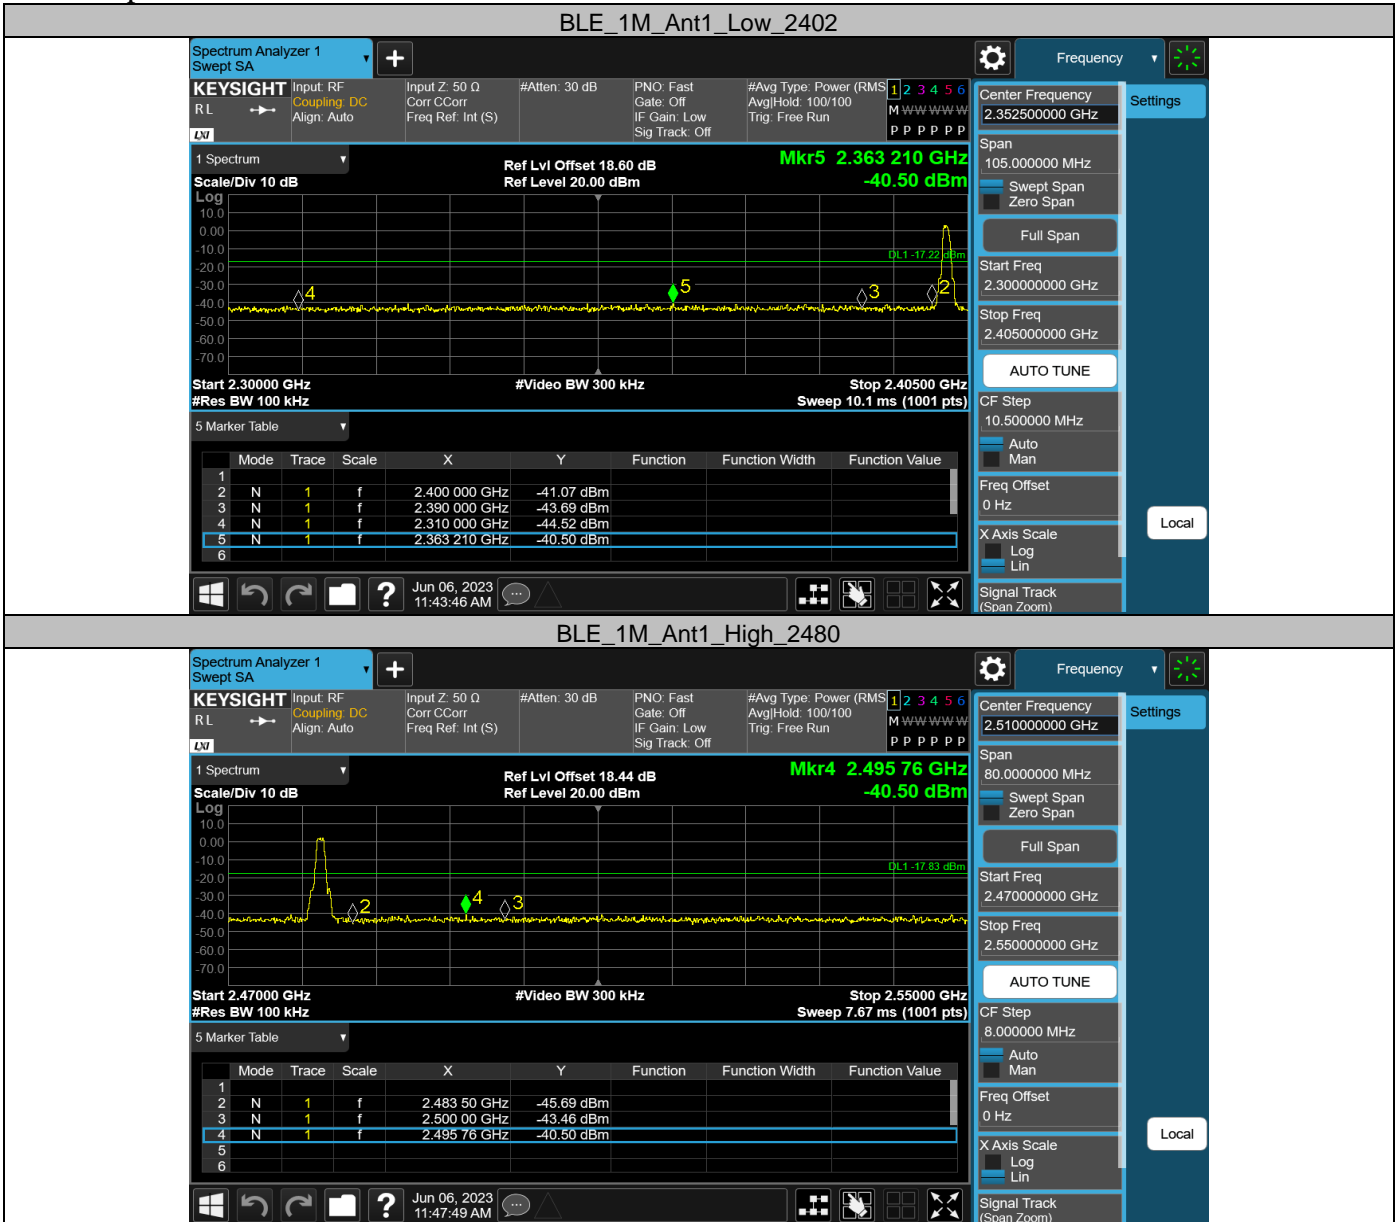 BLE_1M_Ant1_Low_2402
Spectrum Analyzer 1
Swept SA
Frequency
KEYSIGHT
RL
LXI
Input: RF
Coupling: DC
Align: Auto
Input Z: 50 Ω
Corr CCorr
Freq Ref: Int (S)
#Atten: 30 dB
PNO: Fast
Gate: Off
IF Gain: Low
Sig Track: Off
#Avg Type: Power (RMS
Avg|Hold: 100/100
Trig: Free Run
1 2 3 4 5 6
M W W W W W
P P P P P P
1 Spectrum
Scale/Div 10 dB
Ref Lvl Offset 18.60 dB
Ref Level 20.00 dBm
Mkr5 2.363 210 GHz
-40.50 dBm
Log
10.0
0.00
-10.0
-20.0
-30.0
-40.0
-50.0
-60.0
-70.0
DL1 -17.22 dBm
4
5
3
2
Start 2.30000 GHz
#Res BW 100 kHz
#Video BW 300 kHz
Stop 2.40500 GHz
Sweep 10.1 ms (1001 pts)
5 Marker Table
Mode Trace Scale X Y Function Function Width Function Value
1
2 N 1 f 2.400 000 GHz -41.07 dBm
3 N 1 f 2.390 000 GHz -43.69 dBm
4 N 1 f 2.310 000 GHz -44.52 dBm
5 N 1 f 2.363 210 GHz -40.50 dBm
6
Jun 06, 2023
11:43:46 AM
Center Frequency
2.352500000 GHz
Settings
Span
105.000000 MHz
Swept Span
Zero Span
Full Span
Start Freq
2.300000000 GHz
Stop Freq
2.405000000 GHz
AUTO TUNE
CF Step
10.500000 MHz
Auto
Man
Freq Offset
0 Hz
Local
X Axis Scale
Log
Lin
Signal Track
(Span Zoom)
BLE_1M_Ant1_High_2480
Spectrum Analyzer 1
Swept SA
Frequency
KEYSIGHT
RL
LXI
Input: RF
Coupling: DC
Align: Auto
Input Z: 50 Ω
Corr CCorr
Freq Ref: Int (S)
#Atten: 30 dB
PNO: Fast
Gate: Off
IF Gain: Low
Sig Track: Off
#Avg Type: Power (RMS
Avg|Hold: 100/100
Trig: Free Run
1 2 3 4 5 6
M W W W W W
P P P P P P
1 Spectrum
Scale/Div 10 dB
Ref Lvl Offset 18.44 dB
Ref Level 20.00 dBm
Mkr4 2.495 76 GHz
-40.50 dBm
Log
10.0
0.00
-10.0
-20.0
-30.0
-40.0
-50.0
-60.0
-70.0
DL1 -17.83 dBm
2
4
3
Start 2.47000 GHz
#Res BW 100 kHz
#Video BW 300 kHz
Stop 2.55000 GHz
Sweep 7.67 ms (1001 pts)
5 Marker Table
Mode Trace Scale X Y Function Function Width Function Value
1
2 N 1 f 2.483 50 GHz -45.69 dBm
3 N 1 f 2.500 00 GHz -43.46 dBm
4 N 1 f 2.495 76 GHz -40.50 dBm
5
6
Jun 06, 2023
11:47:49 AM
Center Frequency
2.510000000 GHz
Settings
Span
80.0000000 MHz
Swept Span
Zero Span
Full Span
Start Freq
2.470000000 GHz
Stop Freq
2.550000000 GHz
AUTO TUNE
CF Step
8.000000 MHz
Auto
Man
Freq Offset
0 Hz
Local
X Axis Scale
Log
Lin
Signal Track
(Span Zoom)